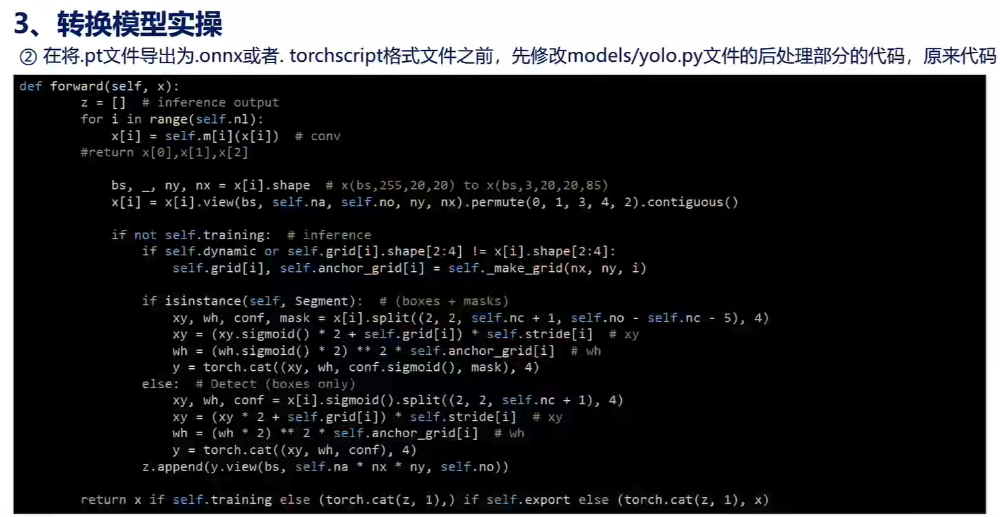 3、转换模型实操
② 在将.pt文件导出为.onnx或者. torchscript格式文件之前，先修改models/yolo.py文件的后处理部分的代码，原来代码
def forward(self, x):
        z = []  # inference output
        for i in range(self.nl):
            x[i] = self.m[i](x[i])  # conv
        #return x[0],x[1],x[2]
            bs, _, ny, nx = x[i].shape  # x(bs,255,20,20) to x(bs,3,20,20,85)
            x[i] = x[i].view(bs, self.na, self.no, ny, nx).permute(0, 1, 3, 4, 2).contiguous()
            if not self.training:  # inference
                if self.dynamic or self.grid[i].shape[2:4] != x[i].shape[2:4]:
                    self.grid[i], self.anchor_grid[i] = self._make_grid(nx, ny, i)
                if isinstance(self, Segment):  # (boxes + masks)
                    xy, wh, conf, mask = x[i].split((2, 2, self.nc + 1, self.no - self.nc - 5), 4)
                    xy = (xy.sigmoid() * 2 + self.grid[i]) * self.stride[i]  # xy
                    wh = (wh.sigmoid() * 2) ** 2 * self.anchor_grid[i]  # wh
                    y = torch.cat((xy, wh, conf.sigmoid(), mask), 4)
                else:  # Detect (boxes only)
                    xy, wh, conf = x[i].sigmoid().split((2, 2, self.nc + 1), 4)
                    xy = (xy * 2 + self.grid[i]) * self.stride[i]  # xy
                    wh = (wh * 2) ** 2 * self.anchor_grid[i]  # wh
                    y = torch.cat((xy, wh, conf), 4)
                z.append(y.view(bs, self.na * nx * ny, self.no))
        return x if self.training else (torch.cat(z, 1),) if self.export else (torch.cat(z, 1), x)